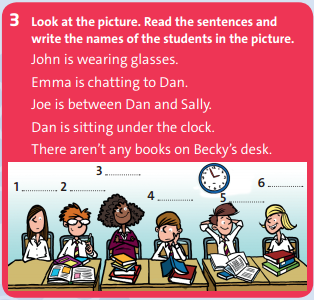 3 Look at the picture. Read the sentences and
write the names of the students in the picture.
John is wearing glasses.
Emma is chatting to Dan.
Joe is between Dan and Sally.
Dan is sitting under the clock.
There aren't any books on Becky's desk.
1 ........... 2 ........... 3 ........... 4 ........... 5 ........... 6 ...........